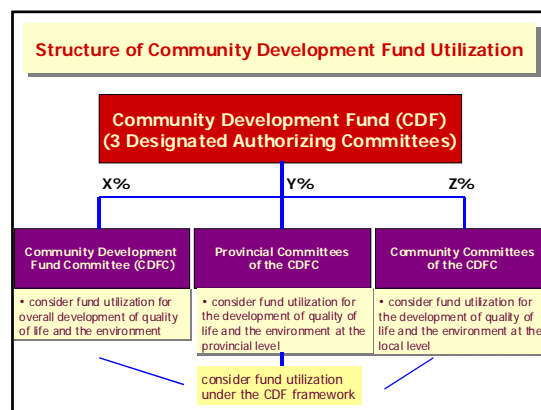 Structure of Community Development Fund Utilization
Community Development Fund (CDF)
(3 Designated Authorizing Committees)
X%
Y%
Z%
Community Development
Fund Committee (CDFC)
• consider fund utilization for
overall development of quality
of life and the environment
Provincial Committees
of the CDFC
• consider fund utilization for
the development of quality of
life and the environment at the
provincial level
Community Committees
of the CDFC
• consider fund utilization for
the development of quality of
life and the environment at the
local level
consider fund utilization
under the CDF framework